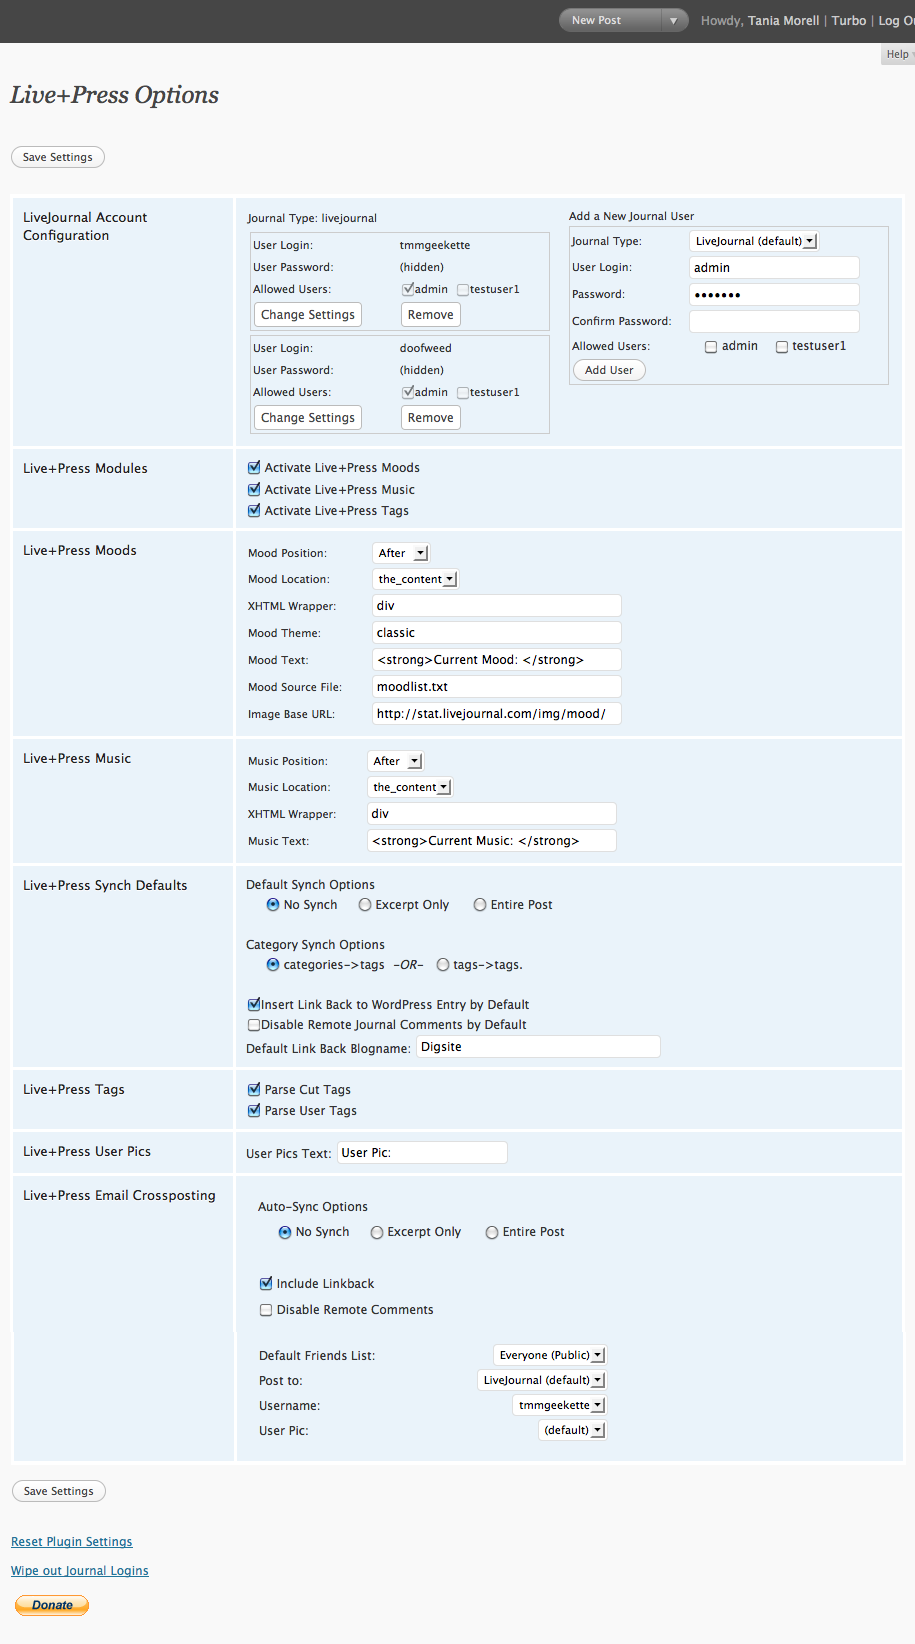 New Post
Howdy, Tania Morell | Turbo | Log O
Help
Live+Press Options
Save Settings
LiveJournal Account
Configuration
Journal Type: livejournal
User Login: tmmgeekette
User Password: (hidden)
Allowed Users: admin testuser1
Change Settings Remove
User Login: doofweed
User Password: (hidden)
Allowed Users: admin testuser1
Change Settings Remove
Add a New Journal User
Journal Type: LiveJournal (default)
User Login: admin
Password: •••••••
Confirm Password:
Allowed Users: admin testuser1
Add User
Live+Press Modules
Activate Live+Press Moods
Activate Live+Press Music
Activate Live+Press Tags
Live+Press Moods
Mood Position: After
Mood Location: the_content
XHTML Wrapper: div
Mood Theme: classic
Mood Text: <strong>Current Mood: </strong>
Mood Source File: moodlist.txt
Image Base URL: http://stat.livejournal.com/img/mood/
Live+Press Music
Music Position: After
Music Location: the_content
XHTML Wrapper: div
Music Text: <strong>Current Music: </strong>
Live+Press Synch Defaults
Default Synch Options
No Synch Excerpt Only Entire Post
Category Synch Options
categories->tags -OR- tags->tags.
Insert Link Back to WordPress Entry by Default
Disable Remote Journal Comments by Default
Default Link Back Blogname: Digsite
Live+Press Tags
Parse Cut Tags
Parse User Tags
Live+Press User Pics
User Pics Text: User Pic:
Live+Press Email Crossposting
Auto-Sync Options
No Synch Excerpt Only Entire Post
Include Linkback
Disable Remote Comments
Default Friends List: Everyone (Public)
Post to: LiveJournal (default)
Username: tmmgeekette
User Pic: (default)
Save Settings
Reset Plugin Settings
Wipe out Journal Logins
Donate